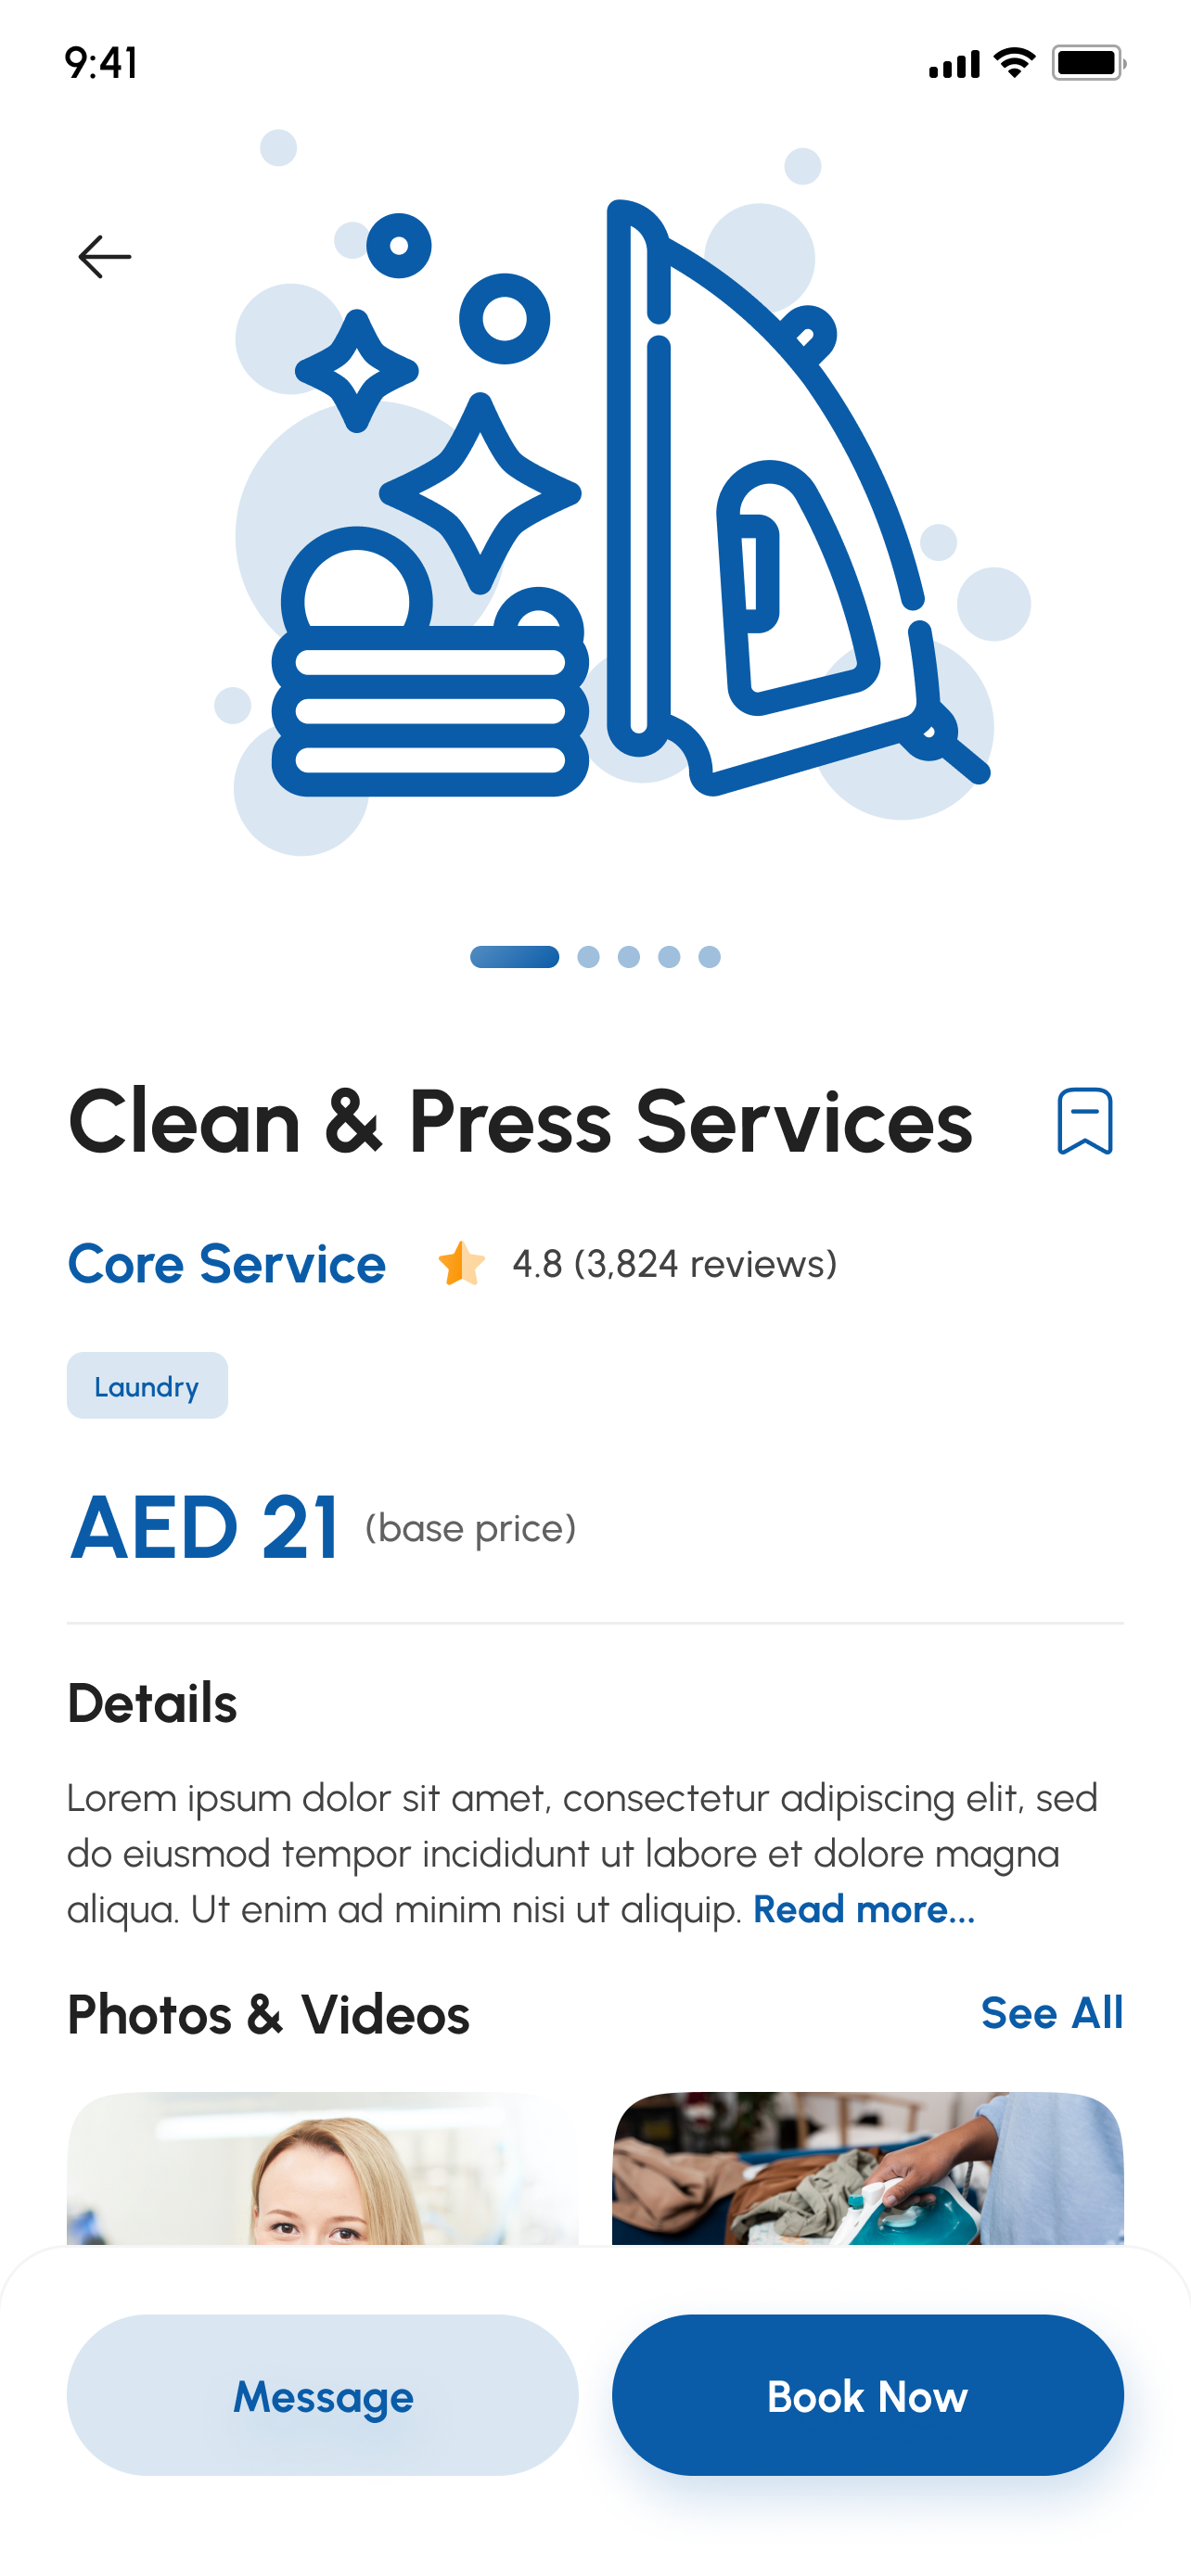 9:41
Clean & Press Services
Core Service 4.8 (3,824 reviews)
Laundry
AED 21 (base price)
Details
Lorem ipsum dolor sit amet, consectetur adipiscing elit, sed
do eiusmod tempor incididunt ut labore et dolore magna
aliqua. Ut enim ad minim nisi ut aliquip. Read more...
Photos & Videos See All
Message Book Now